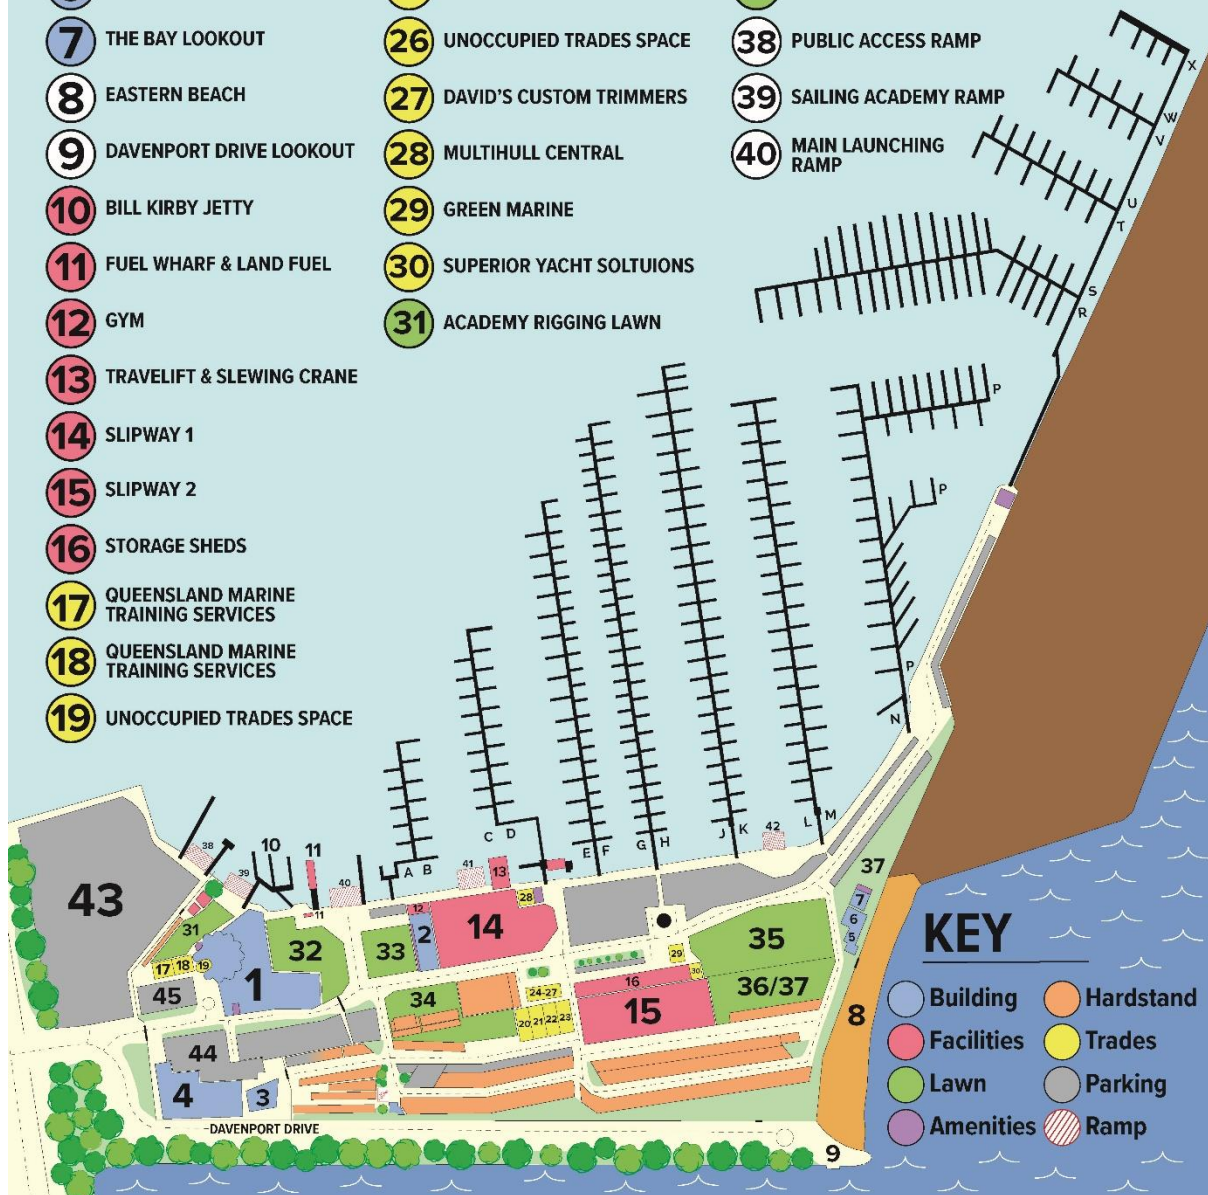 7 THE BAY LOOKOUT
8 EASTERN BEACH
9 DAVENPORT DRIVE LOOKOUT
10 BILL KIRBY JETTY
11 FUEL WHARF & LAND FUEL
12 GYM
13 TRAVELIFT & SLEWING CRANE
14 SLIPWAY 1
15 SLIPWAY 2
16 STORAGE SHEDS
17 QUEENSLAND MARINE
TRAINING SERVICES
18 QUEENSLAND MARINE
TRAINING SERVICES
19 UNOCCUPIED TRADES SPACE
26 UNOCCUPIED TRADES SPACE
27 DAVID'S CUSTOM TRIMMERS
28 MULTIHULL CENTRAL
29 GREEN MARINE
30 SUPERIOR YACHT SOLTUIONS
31 ACADEMY RIGGING LAWN
38 PUBLIC ACCESS RAMP
39 SAILING ACADEMY RAMP
40 MAIN LAUNCHING
RAMP
X
W
V
U
T
S
R
P
P
P
N
A B
C D
E F
G H
J K
L M
38
39
10
11
11
40
41
13
42
43
31
17 18 19
45
1
32
33
12
2
14
28
34
24-27
20 21 22 23
16
15
29
30
35
36/37
37
7
6
5
8
44
4
3
DAVENPORT DRIVE
9
KEY
Building
Hardstand
Facilities
Trades
Lawn
Parking
Amenities
Ramp